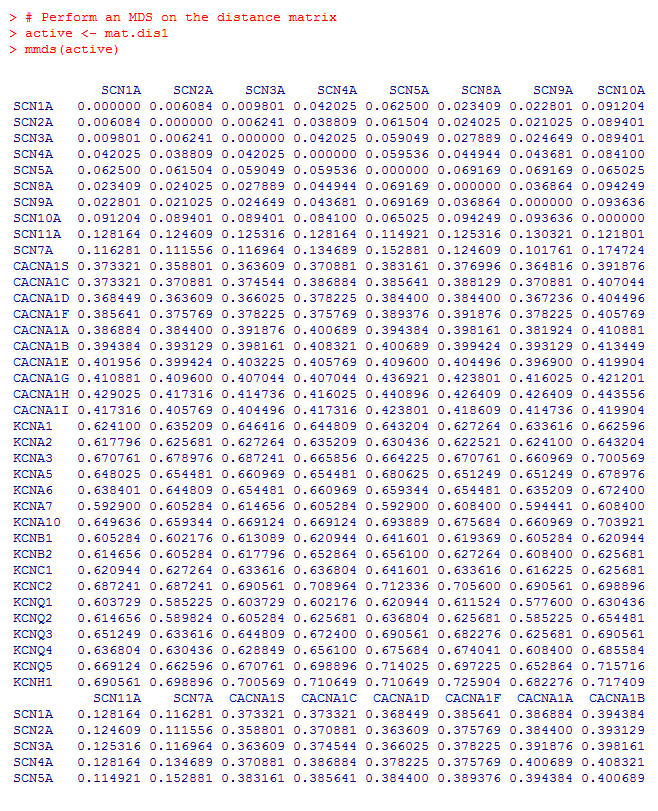 > # Perform an MDS on the distance matrix
> active <- mat.dis1
> mmds(active)
SCN1A SCN2A SCN3A SCN4A SCN5A SCN8A SCN9A SCN10A
SCN1A 0.000000 0.006084 0.009801 0.042025 0.062500 0.023409 0.022801 0.091204
SCN2A 0.006084 0.000000 0.006241 0.038809 0.061504 0.024025 0.021025 0.089401
SCN3A 0.009801 0.006241 0.000000 0.042025 0.059049 0.027889 0.024649 0.089401
SCN4A 0.042025 0.038809 0.042025 0.000000 0.059536 0.044944 0.043681 0.084100
SCN5A 0.062500 0.061504 0.059049 0.059536 0.000000 0.069169 0.069169 0.065025
SCN8A 0.023409 0.024025 0.027889 0.044944 0.069169 0.000000 0.036864 0.094249
SCN9A 0.022801 0.021025 0.024649 0.043681 0.069169 0.036864 0.000000 0.093636
SCN10A 0.091204 0.089401 0.089401 0.084100 0.065025 0.094249 0.093636 0.000000
SCN11A 0.128164 0.124609 0.125316 0.128164 0.114921 0.125316 0.130321 0.121801
SCN7A 0.116281 0.111556 0.116964 0.134689 0.152881 0.124609 0.101761 0.174724
CACNA1S 0.373321 0.358801 0.363609 0.370881 0.383161 0.376996 0.364816 0.391876
CACNA1C 0.373321 0.370881 0.374544 0.386884 0.385641 0.388129 0.370881 0.407044
CACNA1D 0.368449 0.363609 0.366025 0.378225 0.384400 0.384400 0.367236 0.404496
CACNA1F 0.385641 0.375769 0.378225 0.375769 0.389376 0.391876 0.378225 0.405769
CACNA1A 0.386884 0.384400 0.391876 0.400689 0.394384 0.398161 0.381924 0.410881
CACNA1B 0.394384 0.393129 0.398161 0.408321 0.400689 0.399424 0.393129 0.413449
CACNA1E 0.401956 0.399424 0.403225 0.405769 0.409600 0.404496 0.396900 0.419904
CACNA1G 0.410881 0.409600 0.407044 0.407044 0.436921 0.423801 0.416025 0.421201
CACNA1H 0.429025 0.417316 0.414736 0.416025 0.440896 0.426409 0.426409 0.443556
CACNA1I 0.417316 0.405769 0.404496 0.417316 0.423801 0.418609 0.414736 0.419904
KCNA1 0.624100 0.635209 0.646416 0.644809 0.643204 0.627264 0.633616 0.662596
KCNA2 0.617796 0.625681 0.627264 0.635209 0.630436 0.622521 0.624100 0.643204
KCNA3 0.670761 0.678976 0.687241 0.665856 0.664225 0.670761 0.660969 0.700569
KCNA5 0.648025 0.654481 0.660969 0.654481 0.680625 0.651249 0.651249 0.678976
KCNA6 0.638401 0.644809 0.654481 0.660969 0.659344 0.654481 0.635209 0.672400
KCNA7 0.592900 0.605284 0.614656 0.605284 0.592900 0.608400 0.594441 0.608400
KCNA10 0.649636 0.659344 0.669124 0.669124 0.693889 0.675684 0.660969 0.703921
KCNB1 0.605284 0.602176 0.613089 0.620944 0.641601 0.619369 0.605284 0.620944
KCNB2 0.614656 0.605284 0.617796 0.652864 0.656100 0.627264 0.608400 0.625681
KCNC1 0.620944 0.627264 0.633616 0.636804 0.641601 0.633616 0.616225 0.625681
KCNC2 0.687241 0.687241 0.690561 0.708964 0.712336 0.705600 0.690561 0.698896
KCNQ1 0.603729 0.585225 0.603729 0.602176 0.620944 0.611524 0.577600 0.630436
KCNQ2 0.614656 0.589824 0.605284 0.625681 0.636804 0.625681 0.585225 0.654481
KCNQ3 0.651249 0.633616 0.644809 0.672400 0.690561 0.682276 0.625681 0.690561
KCNQ4 0.636804 0.630436 0.628849 0.656100 0.675684 0.674041 0.608400 0.685584
KCNQ5 0.669124 0.662596 0.670761 0.698896 0.714025 0.697225 0.652864 0.715716
KCNH1 0.690561 0.698896 0.700569 0.710649 0.710649 0.725904 0.682276 0.717409
SCN11A SCN7A CACNA1S CACNA1C CACNA1D CACNA1F CACNA1A CACNA1B
SCN1A 0.128164 0.116281 0.373321 0.373321 0.368449 0.385641 0.386884 0.394384
SCN2A 0.124609 0.111556 0.358801 0.370881 0.363609 0.375769 0.384400 0.393129
SCN3A 0.125316 0.116964 0.363609 0.374544 0.366025 0.378225 0.391876 0.398161
SCN4A 0.128164 0.134689 0.370881 0.386884 0.378225 0.375769 0.400689 0.408321
SCN5A 0.114921 0.152881 0.383161 0.385641 0.384400 0.389376 0.394384 0.400689